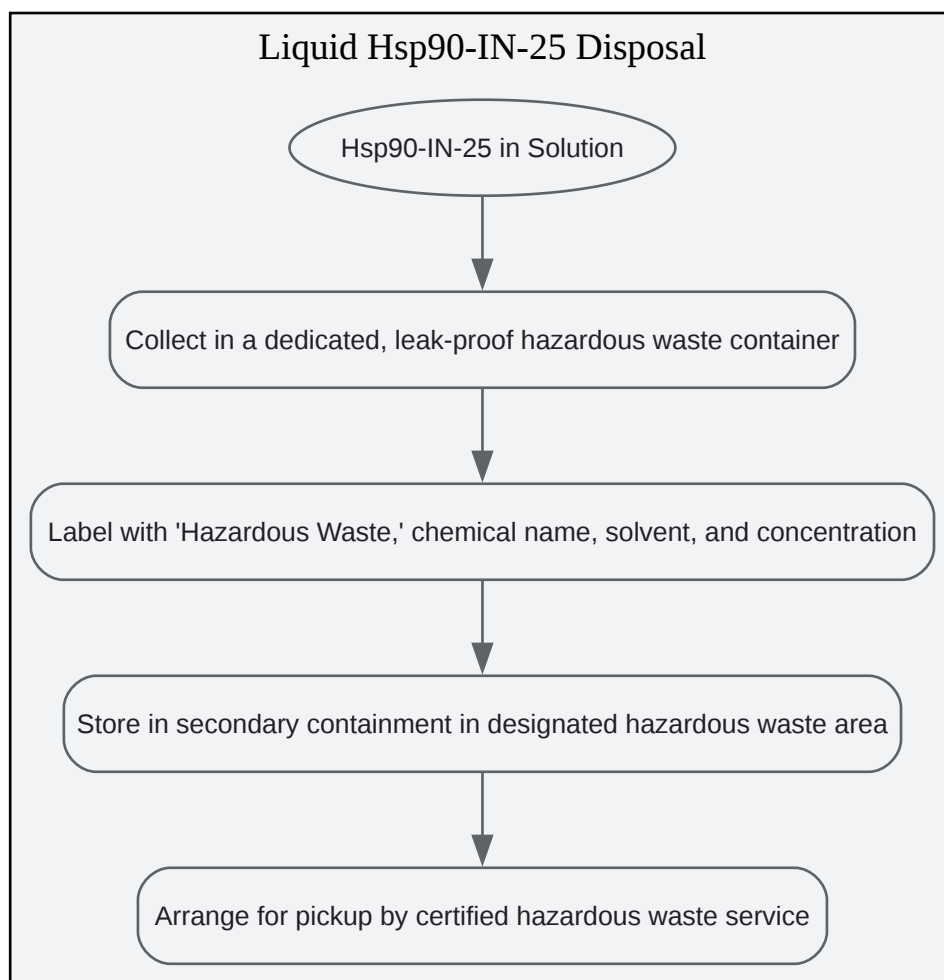 Liquid Hsp90-IN-25 Disposal
Hsp90-IN-25 in Solution
Collect in a dedicated, leak-proof hazardous waste container
Label with 'Hazardous Waste,' chemical name, solvent, and concentration
Store in secondary containment in designated hazardous waste area
Arrange for pickup by certified hazardous waste service